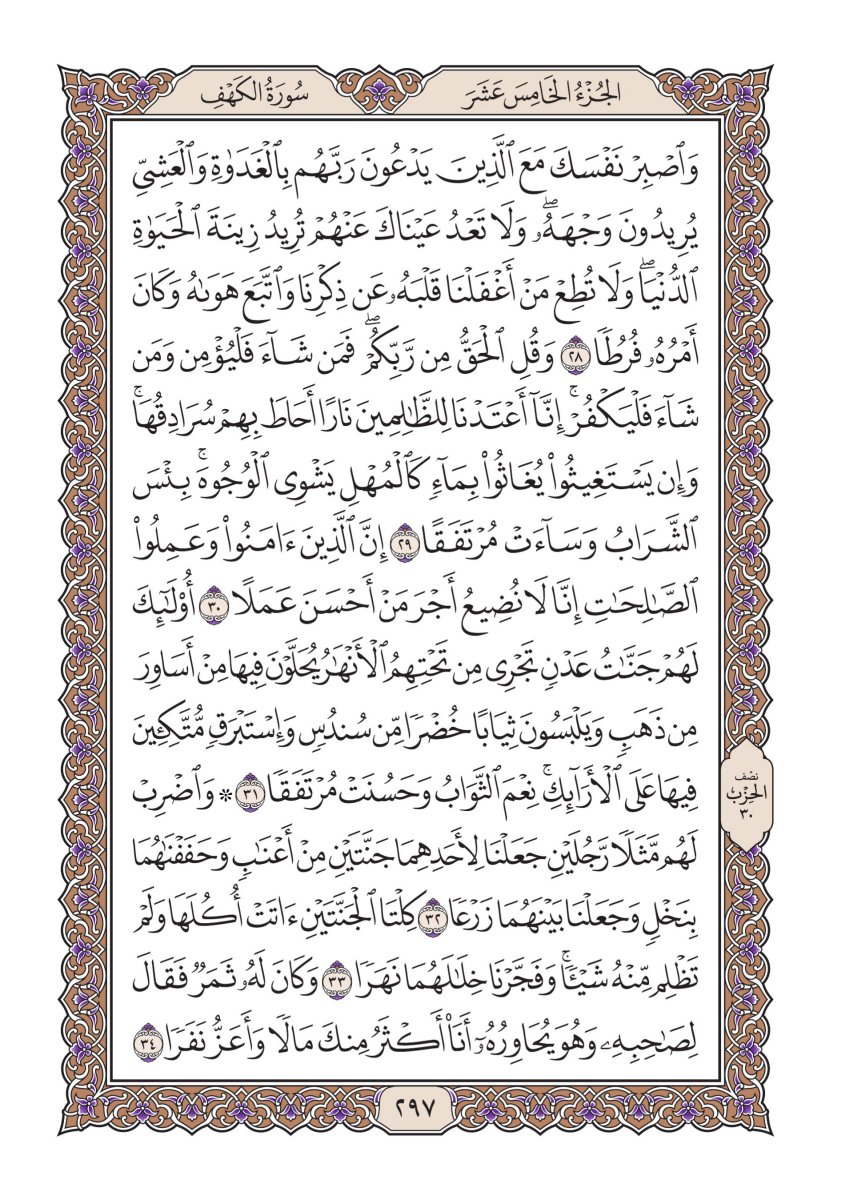 الجُزْءُ الخَامِسَ عَشَرَ
سُورَةُ الكَهْفِ
وَٱصْبِرْ نَفْسَكَ مَعَ ٱلَّذِينَ يَدْعُونَ رَبَّهُم بِٱلْغَدَوٰةِ وَٱلْعَشِىِّ
يُرِيدُونَ وَجْهَهُۥۖ وَلَا تَعْدُ عَيْنَاكَ عَنْهُمْ تُرِيدُ زِينَةَ ٱلْحَيَوٰةِ
ٱلدُّنْيَاۖ وَلَا تُطِعْ مَنْ أَغْفَلْنَا قَلْبَهُۥ عَن ذِكْرِنَا وَٱتَّبَعَ هَوَىٰهُ وَكَانَ
أَمْرُهُۥ فُرُطًا ٢٨ وَقُلِ ٱلْحَقُّ مِن رَّبِّكُمْۖ فَمَن شَآءَ فَلْيُؤْمِن وَمَن
شَآءَ فَلْيَكْفُرْۚ إِنَّآ أَعْتَدْنَا لِلظَّٰلِمِينَ نَارًا أَحَاطَ بِهِمْ سُرَادِقُهَاۚ
وَإِن يَسْتَغِيثُوا۟ يُغَاثُوا۟ بِمَآءٍ كَٱلْمُهْلِ يَشْوِى ٱلْوُجُوهَۚ بِئْسَ
ٱلشَّرَابُ وَسَآءَتْ مُرْتَفَقًا ٢٩ إِنَّ ٱلَّذِينَ ءَامَنُوا۟ وَعَمِلُوا۟
ٱلصَّٰلِحَٰتِ إِنَّا لَا نُضِيعُ أَجْرَ مَنْ أَحْسَنَ عَمَلًا ٣٠ أُو۟لَٰٓئِكَ
لَهُمْ جَنَّٰتُ عَدْنٍ تَجْرِى مِن تَحْتِهِمُ ٱلْأَنْهَٰرُ يُحَلَّوْنَ فِيهَا مِنْ أَسَاوِرَ
مِن ذَهَبٍ وَيَلْبَسُونَ ثِيَابًا خُضْرًا مِّن سُندُسٍ وَإِسْتَبْرَقٍ مُّتَّكِـِٔينَ
فِيهَا عَلَى ٱلْأَرَآئِكِۚ نِعْمَ ٱلثَّوَابُ وَحَسُنَتْ مُرْتَفَقًا ٣١ * وَٱضْرِبْ
نصف
الحِزْب
٣٠
لَهُم مَّثَلًا رَّجُلَيْنِ جَعَلْنَا لِأَحَدِهِمَا جَنَّتَيْنِ مِنْ أَعْنَٰبٍ وَحَفَفْنَٰهُمَا
بِنَخْلٍ وَجَعَلْنَا بَيْنَهُمَا زَرْعًا ٣٢ كِلْتَا ٱلْجَنَّتَيْنِ ءَاتَتْ أُكُلَهَا وَلَمْ
تَظْلِم مِّنْهُ شَيْـًٔاۚ وَفَجَّرْنَا خِلَٰلَهُمَا نَهَرًا ٣٣ وَكَانَ لَهُۥ ثَمَرٌ فَقَالَ
لِصَٰحِبِهِۦ وَهُوَ يُحَاوِرُهُۥٓ أَنَا۠ أَكْثَرُ مِنكَ مَالًا وَأَعَزُّ نَفَرًا ٣٤
٢٩٧